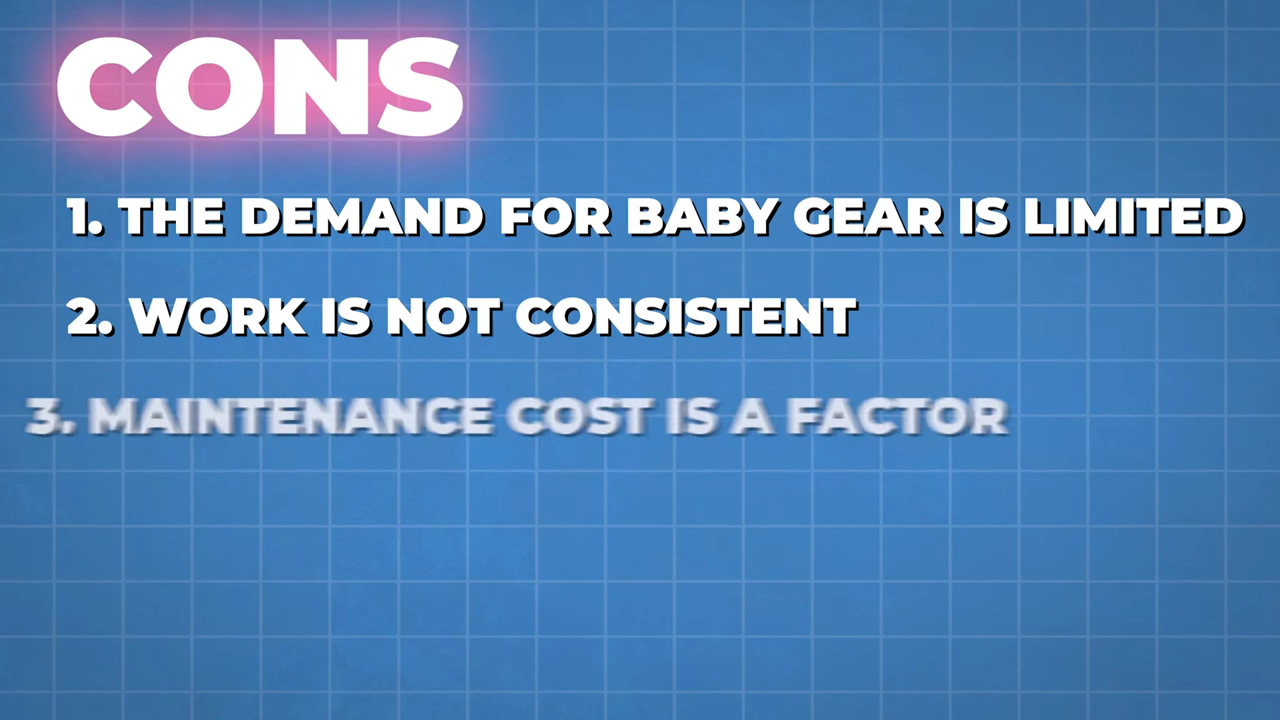 CONS
1. THE DEMAND FOR BABY GEAR IS LIMITED
2. WORK IS NOT CONSISTENT
3. MAINTENANCE COST IS A FACTOR